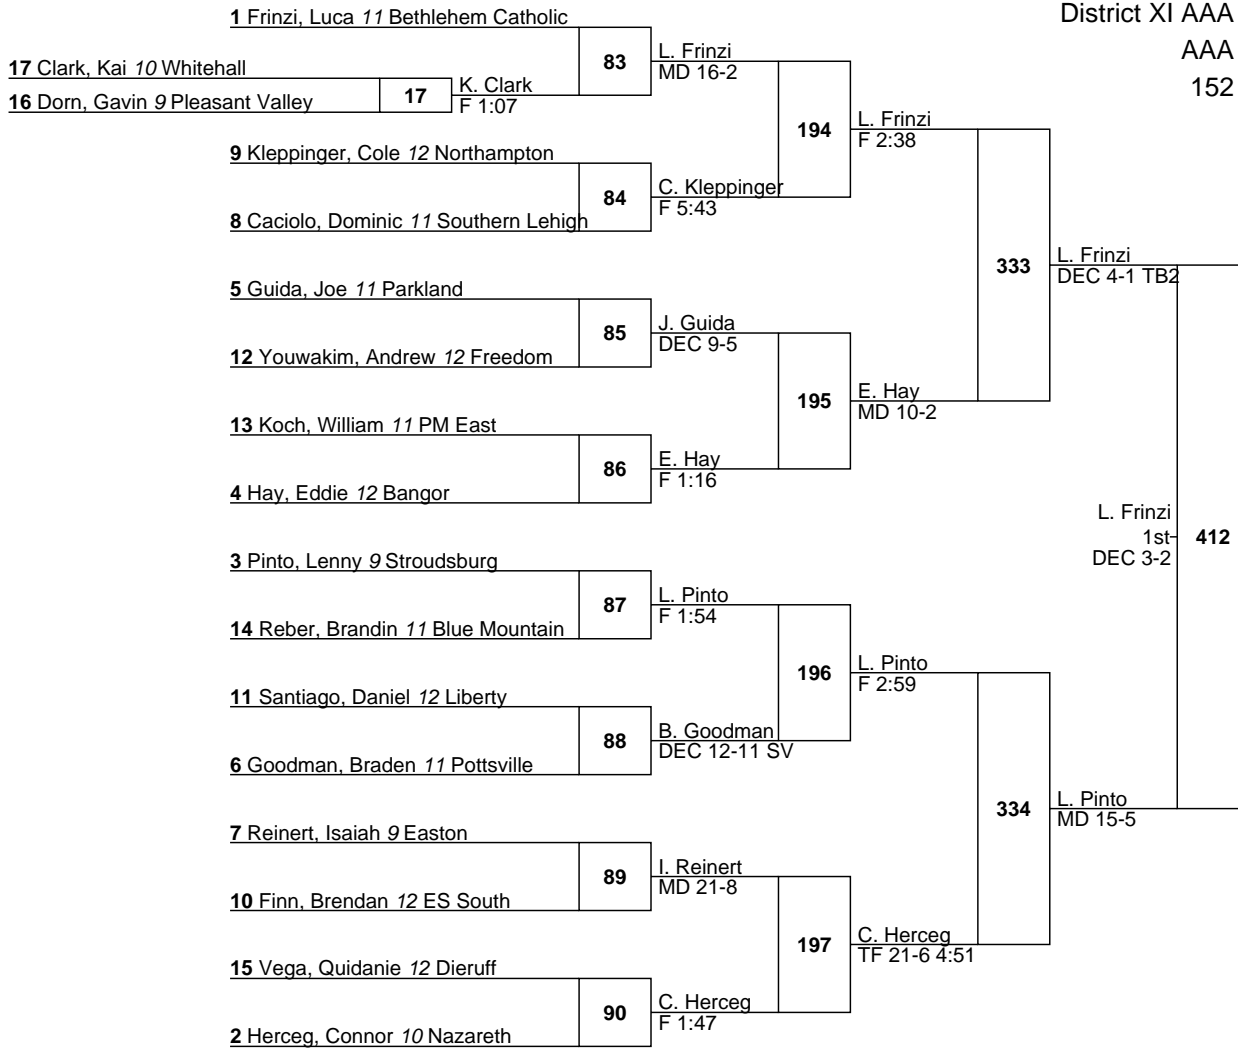 District XI AAA
AAA
152
1 Frinzi, Luca 11 Bethlehem Catholic
83
L. Frinzi
MD 16-2
17 Clark, Kai 10 Whitehall
17
K. Clark
F 1:07
16 Dorn, Gavin 9 Pleasant Valley
194
L. Frinzi
F 2:38
9 Kleppinger, Cole 12 Northampton
84
C. Kleppinger
F 5:43
8 Caciolo, Dominic 11 Southern Lehigh
333
L. Frinzi
DEC 4-1 TB2
5 Guida, Joe 11 Parkland
85
J. Guida
DEC 9-5
12 Youwakim, Andrew 12 Freedom
195
E. Hay
MD 10-2
13 Koch, William 11 PM East
86
E. Hay
F 1:16
4 Hay, Eddie 12 Bangor
L. Frinzi
1st
DEC 3-2
412
3 Pinto, Lenny 9 Stroudsburg
87
L. Pinto
F 1:54
14 Reber, Brandin 11 Blue Mountain
196
L. Pinto
F 2:59
11 Santiago, Daniel 12 Liberty
88
B. Goodman
DEC 12-11 SV
6 Goodman, Braden 11 Pottsville
334
L. Pinto
MD 15-5
7 Reinert, Isaiah 9 Easton
89
I. Reinert
MD 21-8
10 Finn, Brendan 12 ES South
197
C. Herceg
TF 21-6 4:51
15 Vega, Quidanie 12 Dieruff
90
C. Herceg
F 1:47
2 Herceg, Connor 10 Nazareth